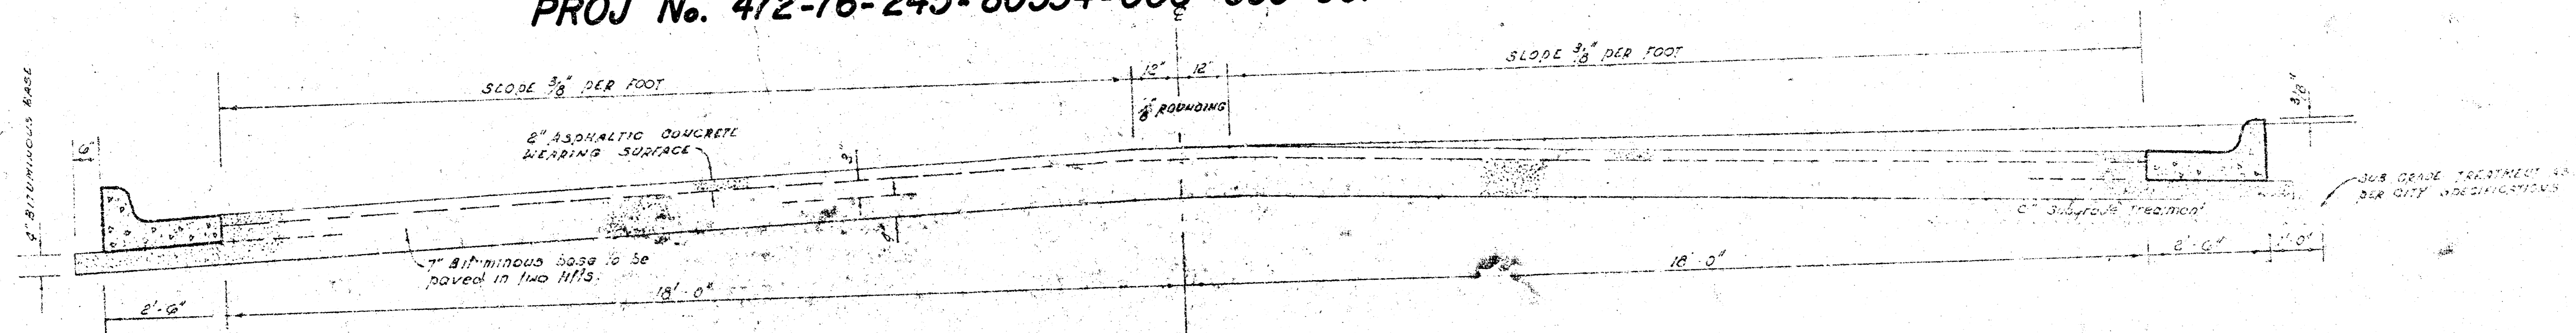 PROJ No. 472-76-245-
SLOPE 3/8" PER FOOT
12" 12"
SLOPE 3/8" PER FOOT
1/8" ROUNDING
3/8"
4" BITUMINOUS BASE
6"
2" ASPHALTIC CONCRETE
WEARING SURFACE
SUB GRADE TREATMENT AS
PER CITY SPECIFICATIONS
6" Subgrade Treatment
7" Bituminous base to be
paved in two lifts.
2'-6"
18'-0"
18'-0"
2'-6"
1'-0"